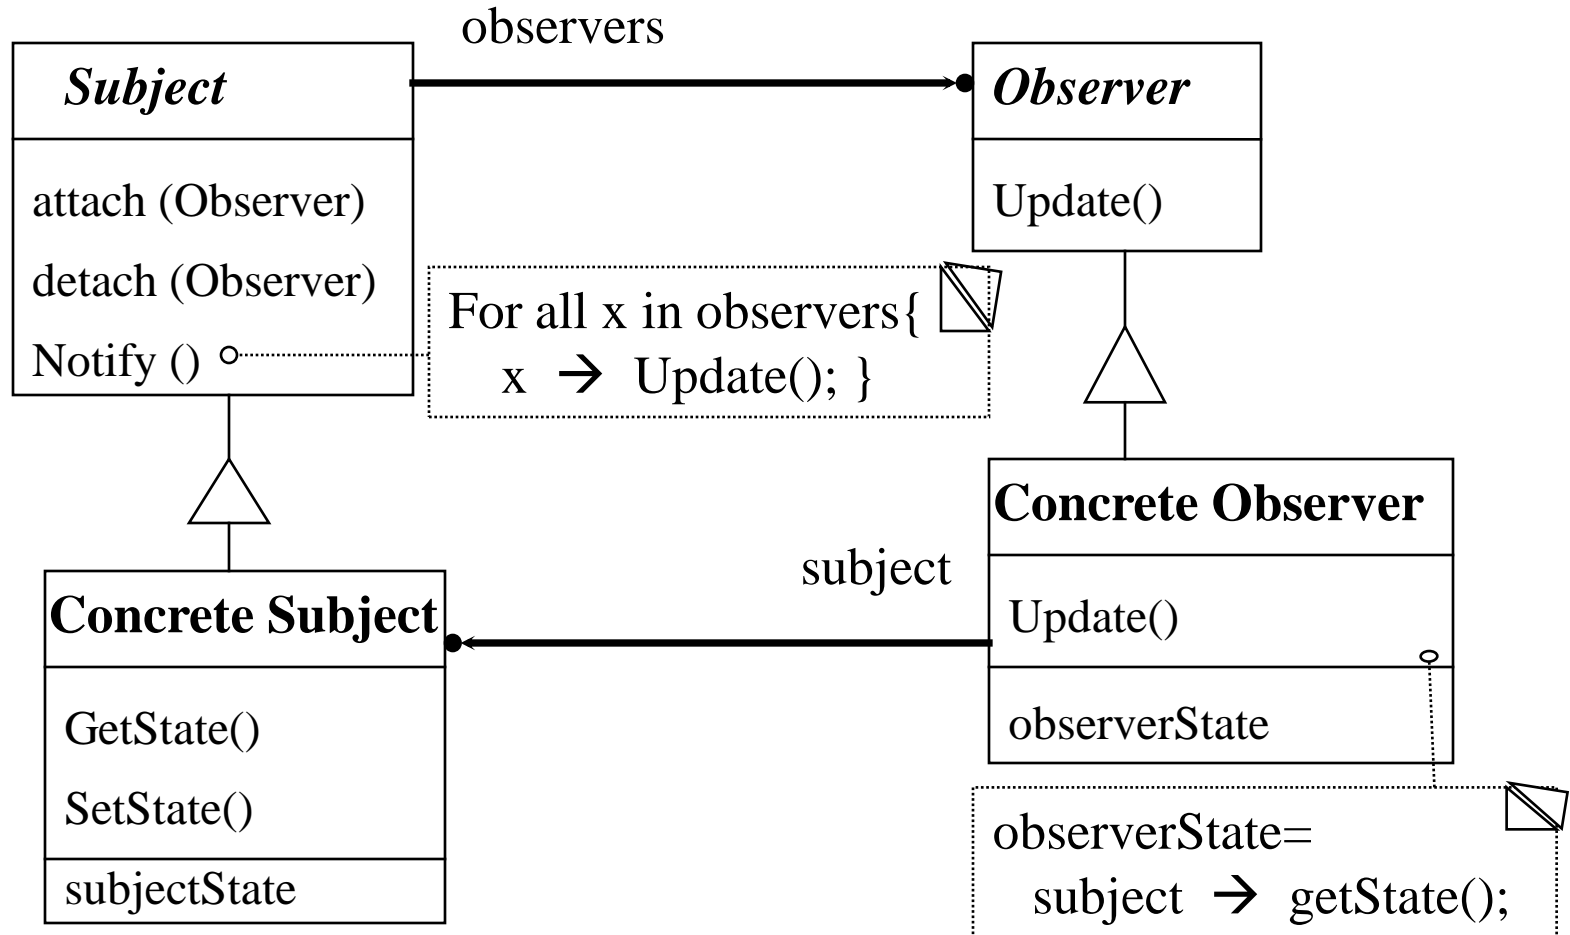 observers
Subject
attach (Observer)
detach (Observer)
Notify ()
Observer
Update()
For all x in observers{
x → Update(); }
Concrete Observer
Update()
observerState
subject
Concrete Subject
GetState()
SetState()
subjectState
observerState=
subject → getState();